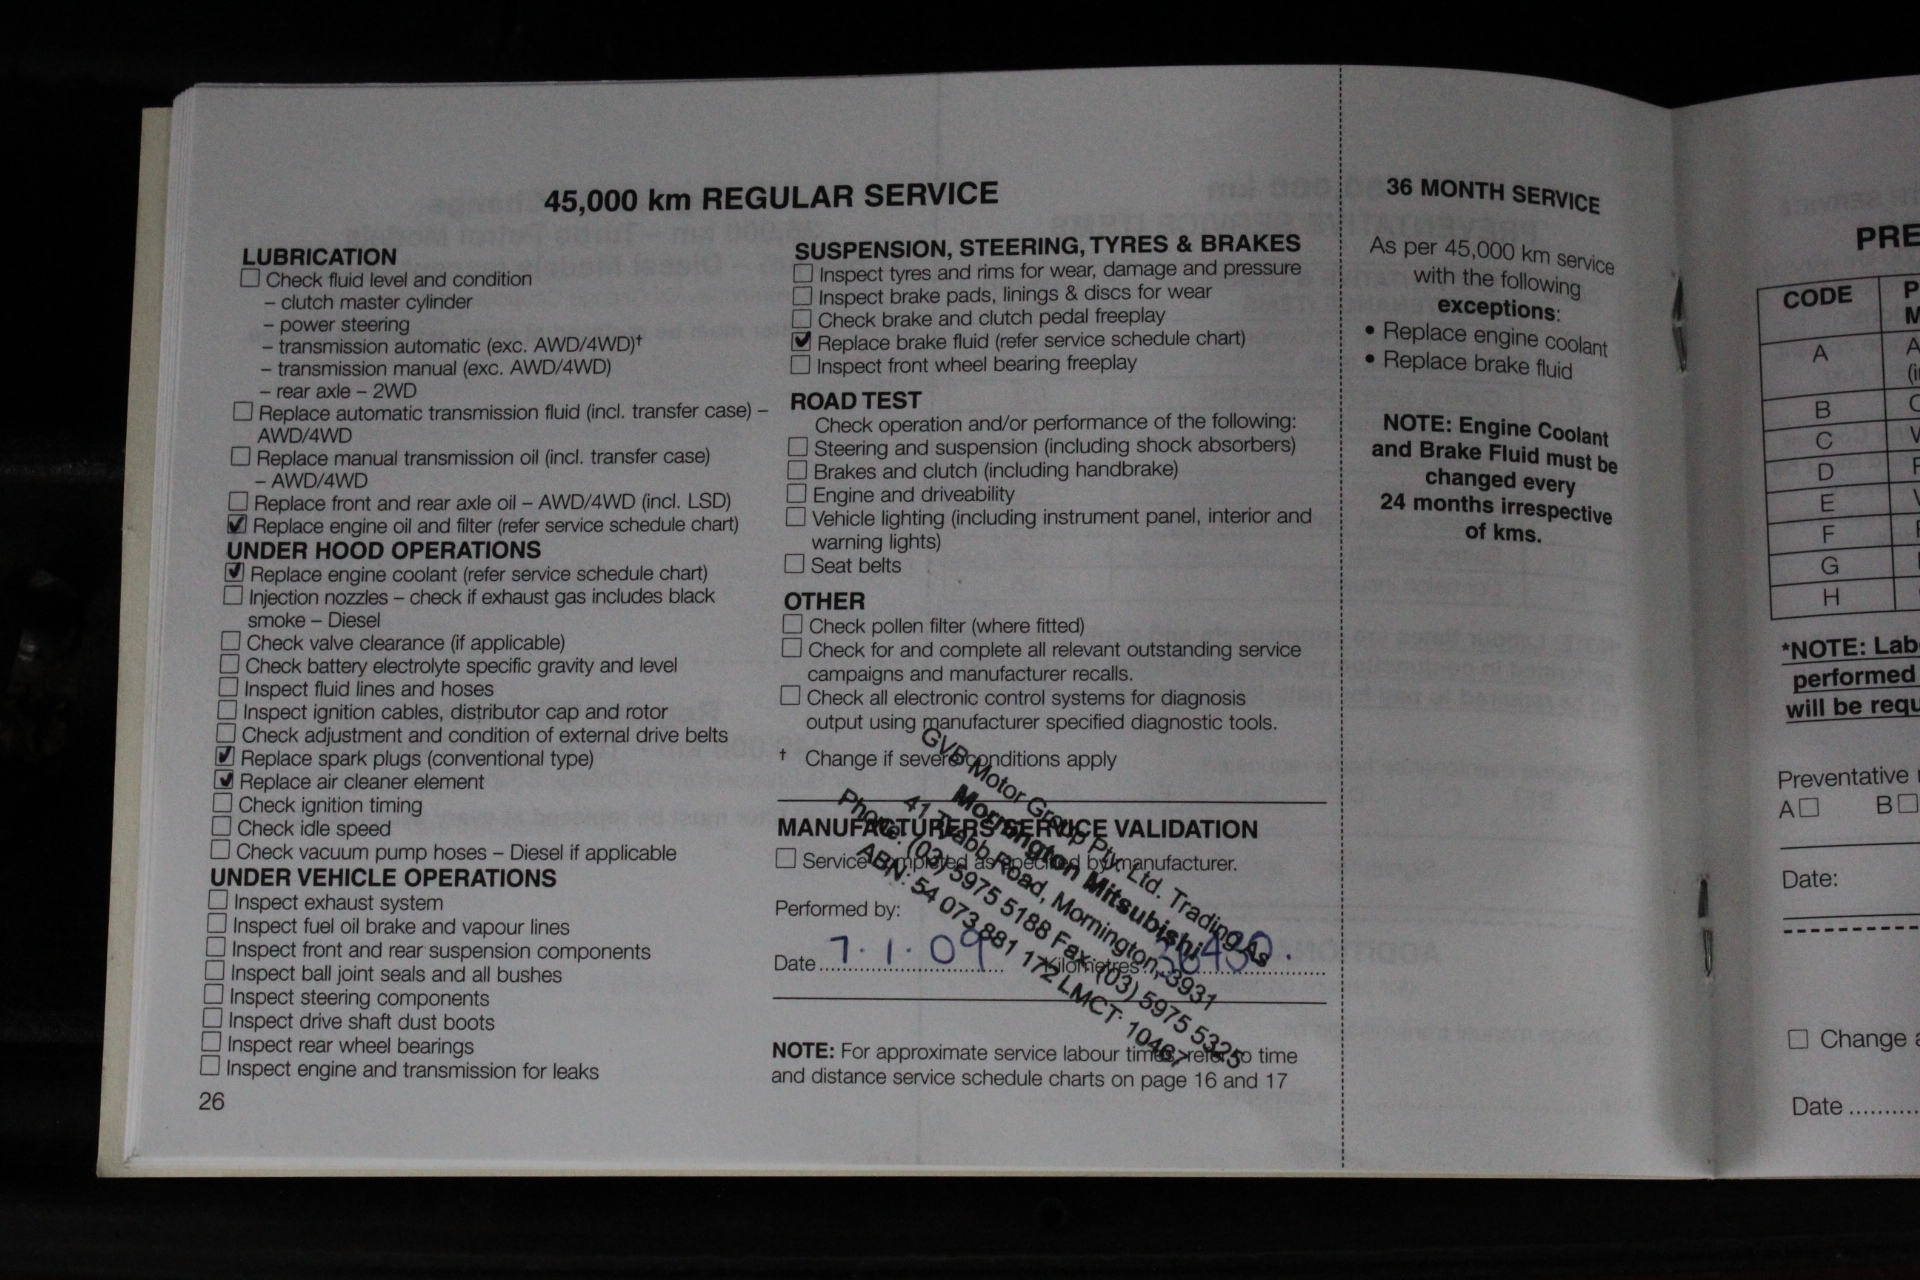 45,000 km REGULAR SERVICE
LUBRICATION
☐ Check fluid level and condition
– clutch master cylinder
– power steering
– transmission automatic (exc. AWD/4WD)†
– transmission manual (exc. AWD/4WD)
– rear axle – 2WD
☐ Replace automatic transmission fluid (incl. transfer case) –
AWD/4WD
☐ Replace manual transmission oil (incl. transfer case)
– AWD/4WD
☐ Replace front and rear axle oil – AWD/4WD (incl. LSD)
☑ Replace engine oil and filter (refer service schedule chart)
UNDER HOOD OPERATIONS
☑ Replace engine coolant (refer service schedule chart)
☐ Injection nozzles – check if exhaust gas includes black
smoke – Diesel
☐ Check valve clearance (if applicable)
☐ Check battery electrolyte specific gravity and level
☐ Inspect fluid lines and hoses
☐ Inspect ignition cables, distributor cap and rotor
☐ Check adjustment and condition of external drive belts
☑ Replace spark plugs (conventional type)
☑ Replace air cleaner element
☐ Check ignition timing
☐ Check idle speed
☐ Check vacuum pump hoses – Diesel if applicable
UNDER VEHICLE OPERATIONS
☐ Inspect exhaust system
☐ Inspect fuel oil brake and vapour lines
☐ Inspect front and rear suspension components
☐ Inspect ball joint seals and all bushes
☐ Inspect steering components
☐ Inspect drive shaft dust boots
☐ Inspect rear wheel bearings
☐ Inspect engine and transmission for leaks
26
SUSPENSION, STEERING, TYRES & BRAKES
☐ Inspect tyres and rims for wear, damage and pressure
☐ Inspect brake pads, linings & discs for wear
☐ Check brake and clutch pedal freeplay
☑ Replace brake fluid (refer service schedule chart)
☐ Inspect front wheel bearing freeplay
ROAD TEST
Check operation and/or performance of the following:
☐ Steering and suspension (including shock absorbers)
☐ Brakes and clutch (including handbrake)
☐ Engine and driveability
☐ Vehicle lighting (including instrument panel, interior and
warning lights)
☐ Seat belts
OTHER
☐ Check pollen filter (where fitted)
☐ Check for and complete all relevant outstanding service
campaigns and manufacturer recalls.
☐ Check all electronic control systems for diagnosis
output using manufacturer specified diagnostic tools.
† Change if severe conditions apply
MANUFACTURERS SERVICE VALIDATION
☐ Service completed as specified by manufacturer.
Performed by:
Date 7.1.09 Kilometres 36430.
GVB Motor Group Pty. Ltd. Trading As
Mornington Mitsubishi
41 Tyabb Road, Mornington, 3931
Phone: (03) 5975 5188 Fax: (03) 5975 5325
ABN: 54 073 881 172 LMCT: 10467
NOTE: For approximate service labour times refer to time
and distance service schedule charts on page 16 and 17
36 MONTH SERVICE
As per 45,000 km service
with the following
exceptions:
• Replace engine coolant
• Replace brake fluid
NOTE: Engine Coolant
and Brake Fluid must be
changed every
24 months irrespective
of kms.
PRE
CODE
A
B
C
D
E
F
G
H
*NOTE: Lab
performed
will be requ
Preventative
A☐ B☐
Date:
☐ Change
Date